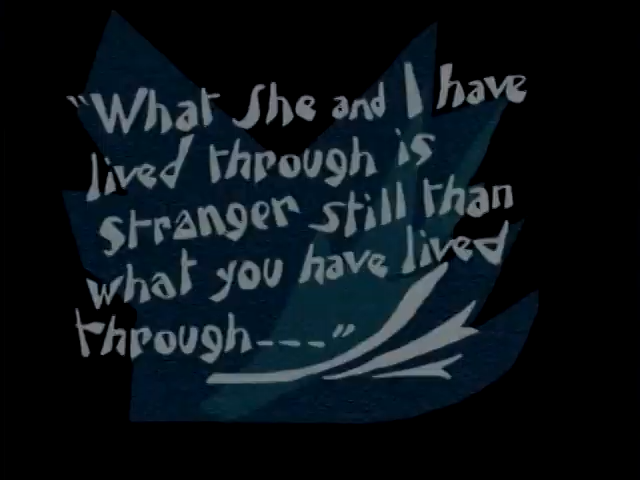 "What she and I have
lived through is
stranger still than
what you have lived
through---"